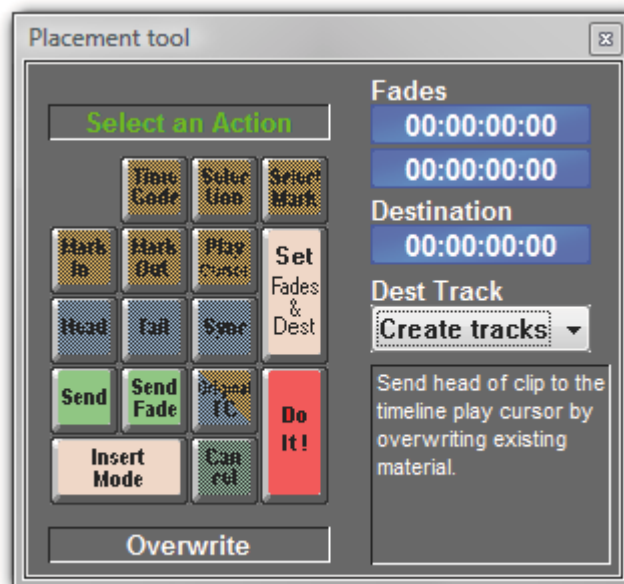 Placement tool
Select an Action
Time
Code
Selec
tion
Select
Mark
Mark
In
Mark
Out
Play
Cursor
Set
Fades
&
Dest
Head
Tail
Sync
Send
Send
Fade
Original
TC
Do
It!
Insert
Mode
Can
cel
Overwrite
Fades
00:00:00:00
00:00:00:00
Destination
00:00:00:00
Dest Track
Create tracks
Send head of clip to the
timeline play cursor by
overwriting existing
material.